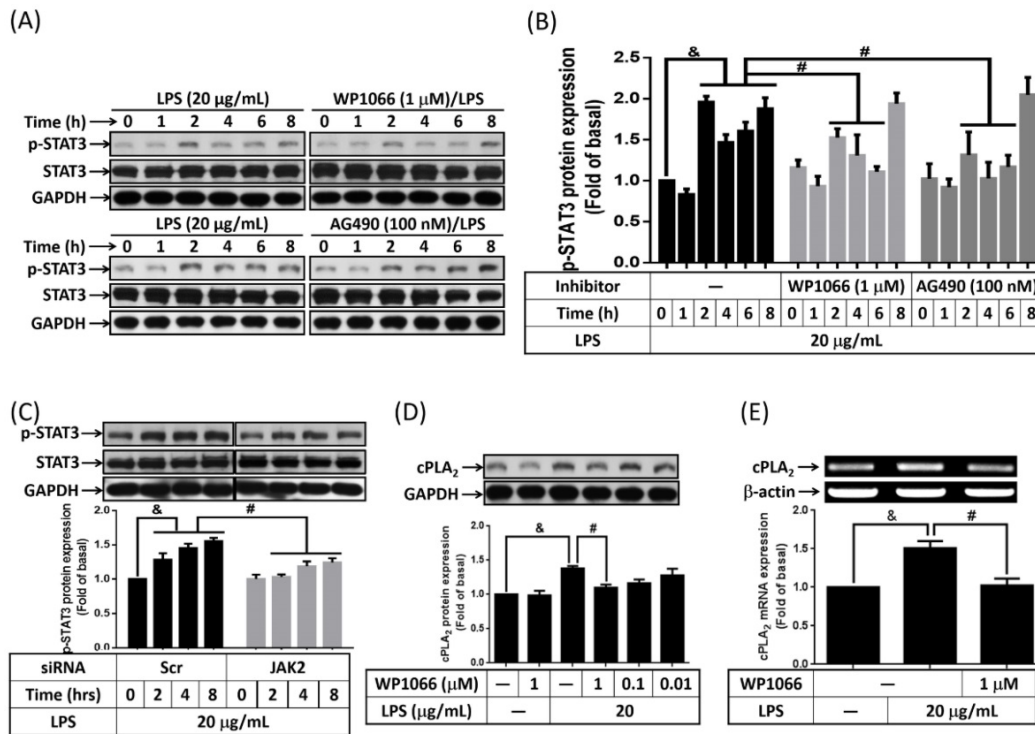 (A)
LPS (20 μg/mL) WP1066 (1 μM)/LPS
Time (h) 0 1 2 4 6 8 0 1 2 4 6 8
p-STAT3
STAT3
GAPDH
LPS (20 μg/mL) AG490 (100 nM)/LPS
Time (h) 0 1 2 4 6 8 0 1 2 4 6 8
p-STAT3
STAT3
GAPDH
(B)
p-STAT3 protein expression
(Fold of basal)
2.5
2.0
1.5
1.0
0.5
0.0
& # #
Inhibitor — WP1066 (1 μM) AG490 (100 nM)
Time (h) 0 1 2 4 6 8 0 1 2 4 6 8 0 1 2 4 6 8
LPS 20 μg/mL
(C)
p-STAT3
STAT3
GAPDH
p-STAT3 protein expression
(Fold of basal)
2.0
1.5
1.0
0.5
0.0
& #
siRNA Scr JAK2
Time (hrs) 0 2 4 8 0 2 4 8
LPS 20 μg/mL
(D)
cPLA₂
GAPDH
cPLA₂ protein expression
(Fold of basal)
2.0
1.5
1.0
0.5
0.0
& #
WP1066 (μM) — 1 — 1 0.1 0.01
LPS (μg/mL) — 20
(E)
cPLA₂
β-actin
cPLA₂ mRNA expression
(Fold of basal)
2.0
1.5
1.0
0.5
0.0
& #
WP1066 — 1 μM
LPS — 20 μg/mL